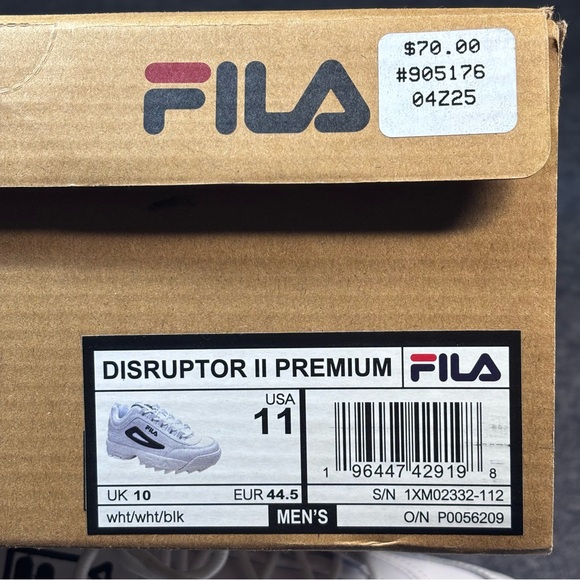 FILA
$70.00
#905176
04Z25
DISRUPTOR II PREMIUM FILA
USA
11
FILA
UK 10 EUR 44.5
1 96447 42919 8
S/N 1XM02332-112
wht/wht/blk MEN'S O/N P0056209